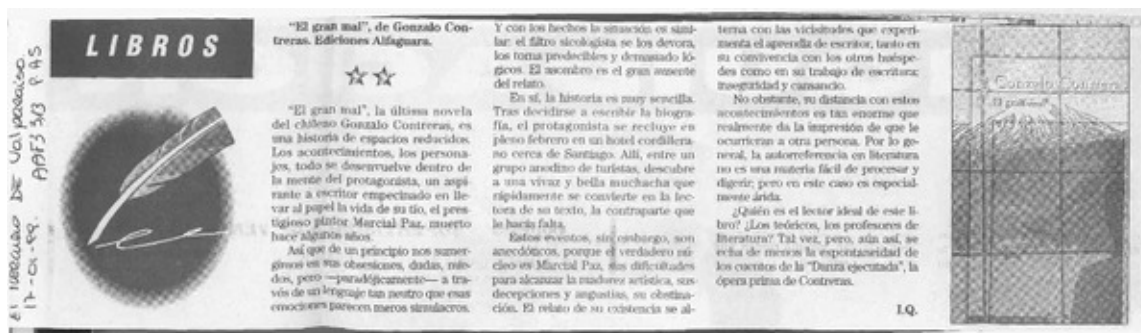 El Mercurio DE Valparaíso.
17-01-99. P. A5
LIBROS
"El gran mal", de Gonzalo Con-
treras. Ediciones Alfaguara.
"El gran mal", la última novela
del chileno Gonzalo Contreras, es
una historia de espacios reducidos.
Los acontecimientos, los persona-
jes, todo se desenvuelve dentro de
la mente del protagonista, un aspi-
rante a escritor empecinado en lle-
var al papel la vida de su tío, el pres-
tigioso pintor Marcial Paz, muerto
hace algunos años.
Así que de un principio nos sumer-
gimos en sus obsesiones, dudas, mie-
dos, pero —paradójicamente— a tra-
vés de un lenguaje tan neutro que esas
emociones parecen meros simulacros.
Y con los hechos la situación es simi-
lar: el filtro sicologista se los devora,
los torna predecibles y demasiado ló-
gicos. El asombro es el gran ausente
del relato.
En sí, la historia es muy sencilla.
Tras decidirse a escribir la biogra-
fía, el protagonista se recluye en
pleno febrero en un hotel cordillera-
no cerca de Santiago. Allí, entre un
grupo anodino de turistas, descubre
a una vivaz y bella muchacha que
rápidamente se convierte en la lec-
tora de su texto, la contraparte que
le hacía falta.
Estos eventos, sin embargo, son
anecdóticos, porque el verdadero nú-
cleo es Marcial Paz, sus dificultades
para alcanzar la madurez artística, sus
decepciones y angustias, su obstina-
ción. El relato de su existencia se al-
terna con las vicisitudes que experi-
menta el aprendiz de escritor, tanto en
su convivencia con los otros huéspe-
des como en su trabajo de escritura:
inseguridad y cansancio.
No obstante, su distancia con estos
acontecimientos es tan enorme que
realmente da la impresión de que le
ocurrieran a otra persona. Por lo ge-
neral, la autorreferencia en literatura
no es una materia fácil de procesar y
digerir; pero en este caso es especial-
mente árida.
¿Quién es el lector ideal de este li-
bro? ¿Los teóricos, los profesores de
literatura? Tal vez, pero, aún así, se
echa de menos la espontaneidad de
los cuentos de la "Danza ejecutada", la
ópera prima de Contreras.
I.Q.
Gonzalo Contreras
El gran mal